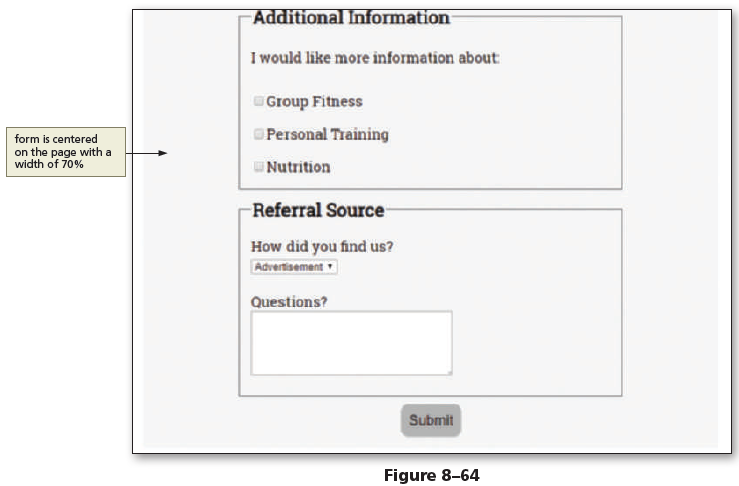 Additional Information
I would like more information about:
Group Fitness
Personal Training
Nutrition
form is centered
on the page with a
width of 70%
Referral Source
How did you find us?
Advertisement
Questions?
Submit
Figure 8–64